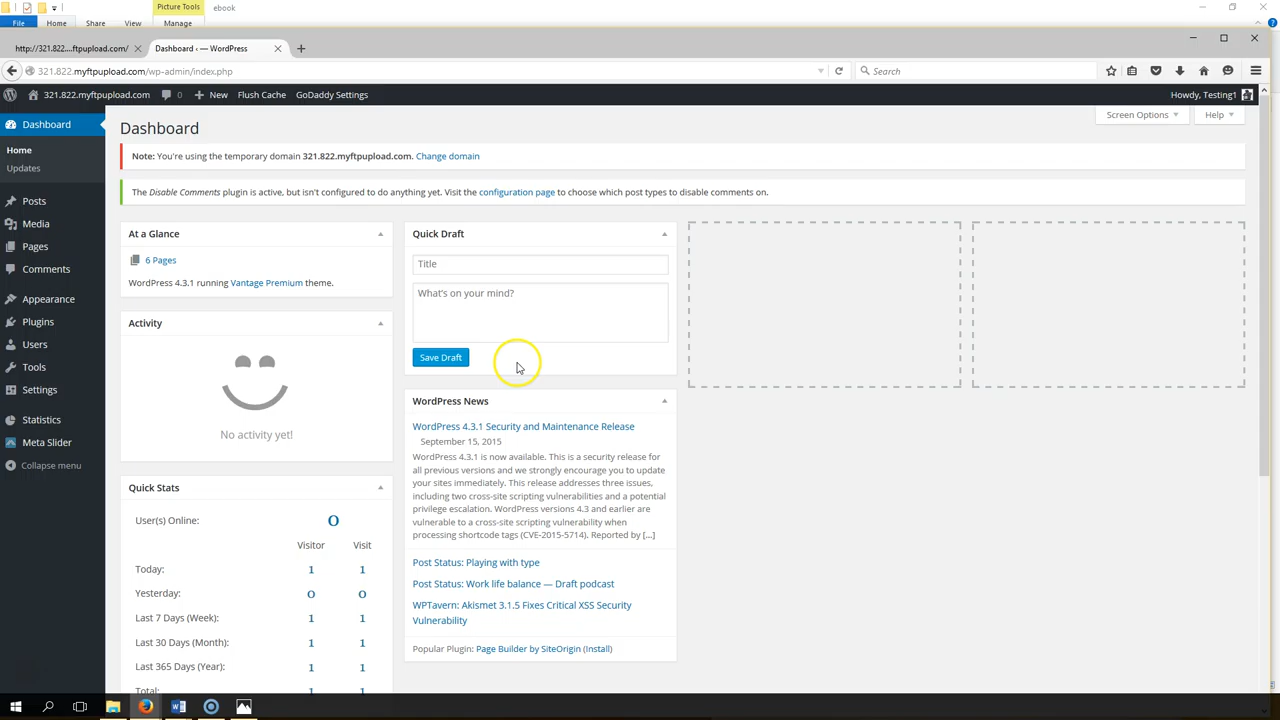 Picture Tools
ebook
File
Home
Share
View
Manage
http://321.822....ftpupload.com/
Dashboard ‹ — WordPress
321.822.myftpupload.com/wp-admin/index.php
Search
321.822.myftpupload.com
0
New
Flush Cache
GoDaddy Settings
Howdy, Testing1
Dashboard
Home
Updates
Posts
Media
Pages
Comments
Appearance
Plugins
Users
Tools
Settings
Statistics
Meta Slider
Collapse menu
Dashboard
Screen Options
Help
Note: You're using the temporary domain 321.822.myftpupload.com. Change domain
The Disable Comments plugin is active, but isn't configured to do anything yet. Visit the configuration page to choose which post types to disable comments on.
At a Glance
6 Pages
WordPress 4.3.1 running Vantage Premium theme.
Activity
No activity yet!
Quick Stats
User(s) Online:
0
Visitor
Visit
Today:
1
1
Yesterday:
0
0
Last 7 Days (Week):
1
1
Last 30 Days (Month):
1
1
Last 365 Days (Year):
1
1
Total:
1
1
Quick Draft
Title
What's on your mind?
Save Draft
WordPress News
WordPress 4.3.1 Security and Maintenance Release
September 15, 2015
WordPress 4.3.1 is now available. This is a security release for
all previous versions and we strongly encourage you to update
your sites immediately. This release addresses three issues,
including two cross-site scripting vulnerabilities and a potential
privilege escalation. WordPress versions 4.3 and earlier are
vulnerable to a cross-site scripting vulnerability when
processing shortcode tags (CVE-2015-5714). Reported by [...]
Post Status: Playing with type
Post Status: Work life balance — Draft podcast
WPTavern: Akismet 3.1.5 Fixes Critical XSS Security
Vulnerability
Popular Plugin: Page Builder by SiteOrigin (Install)